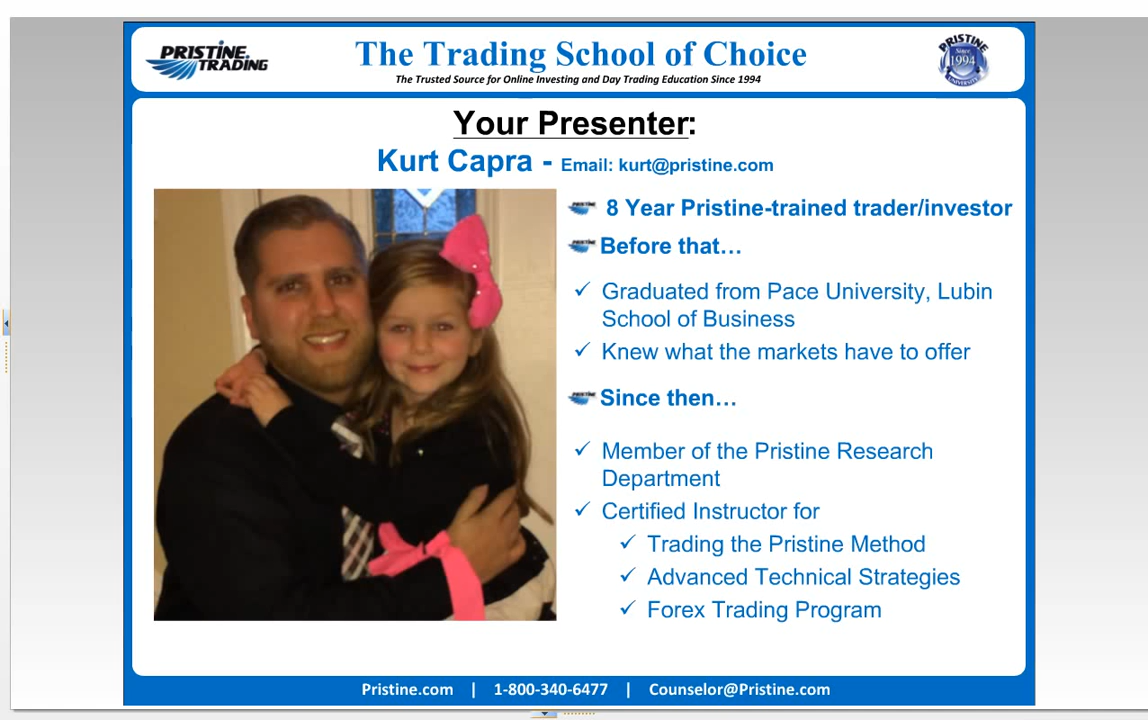 PRISTINE
TRADING
The Trading School of Choice
The Trusted Source for Online Investing and Day Trading Education Since 1994
PRISTINE
Since
1994
UNIVERSITY
Your Presenter:
Kurt Capra - Email: kurt@pristine.com
8 Year Pristine-trained trader/investor
Before that…
✓ Graduated from Pace University, Lubin
School of Business
✓ Knew what the markets have to offer
Since then…
✓ Member of the Pristine Research
Department
✓ Certified Instructor for
✓ Trading the Pristine Method
✓ Advanced Technical Strategies
✓ Forex Trading Program
Pristine.com | 1-800-340-6477 | Counselor@Pristine.com